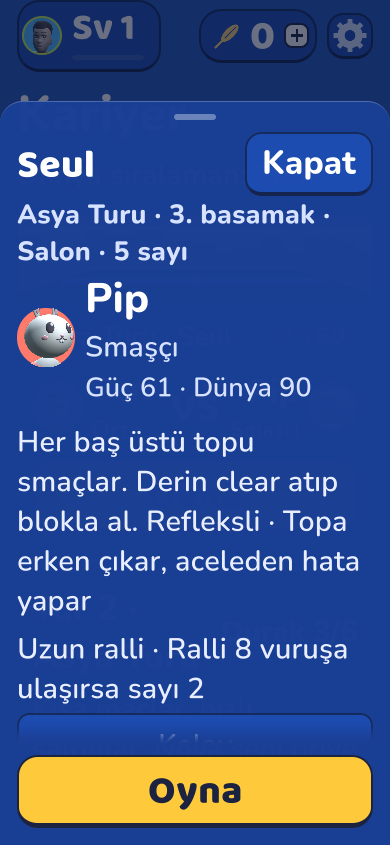 Sv 1
0
Kariyer
Seul
Kapat
Asya Turu · 3. basamak ·
Salon · 5 sayı
Pip
Smaşçı
Güç 61 · Dünya 90
Her baş üstü topu
smaçlar. Derin clear atıp
blokla al. Refleksli · Topa
erken çıkar, aceleden hata
yapar
Uzun ralli · Ralli 8 vuruşa
ulaşırsa sayı 2
Oyna